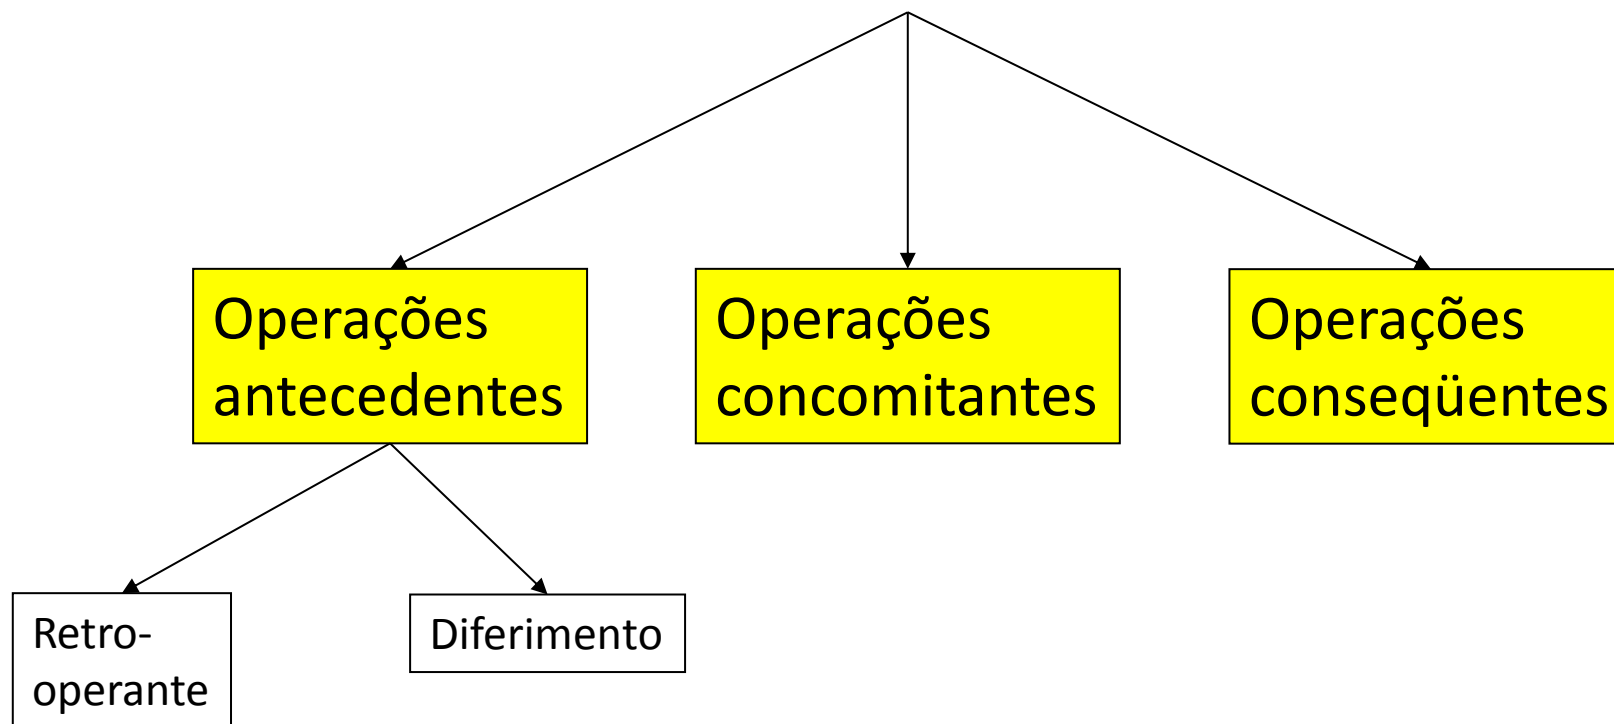 Operações
antecedentes
Operações
concomitantes
Operações
conseqüentes
Retro-
operante
Diferimento